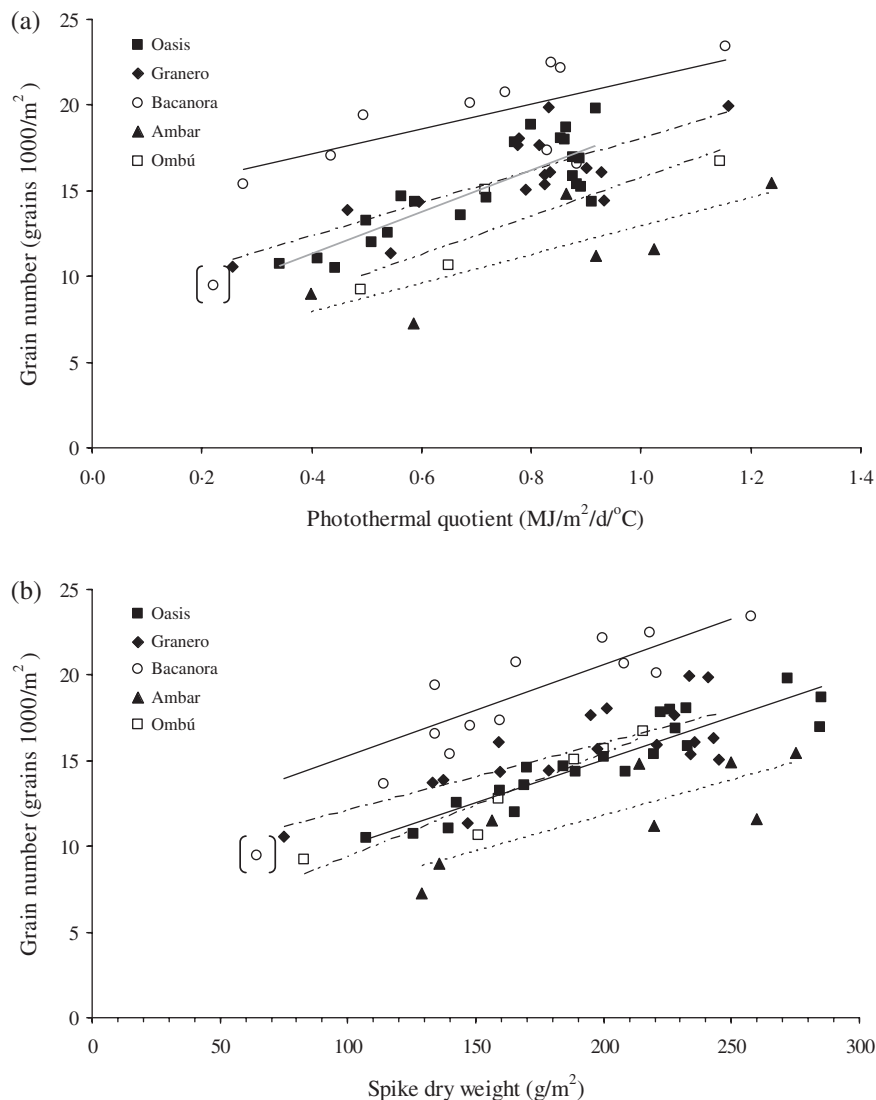 (a)
25
20
15
10
5
0
Grain number (grains 1000/m²)
Oasis
Granero
Bacanora
Ambar
Ombú
0·0 0·2 0·4 0·6 0·8 1·0 1·2 1·4
Photothermal quotient (MJ/m²/d/°C)
(b)
25
20
15
10
5
0
Grain number (grains 1000/m²)
Oasis
Granero
Bacanora
Ambar
Ombú
0 50 100 150 200 250 300
Spike dry weight (g/m²)